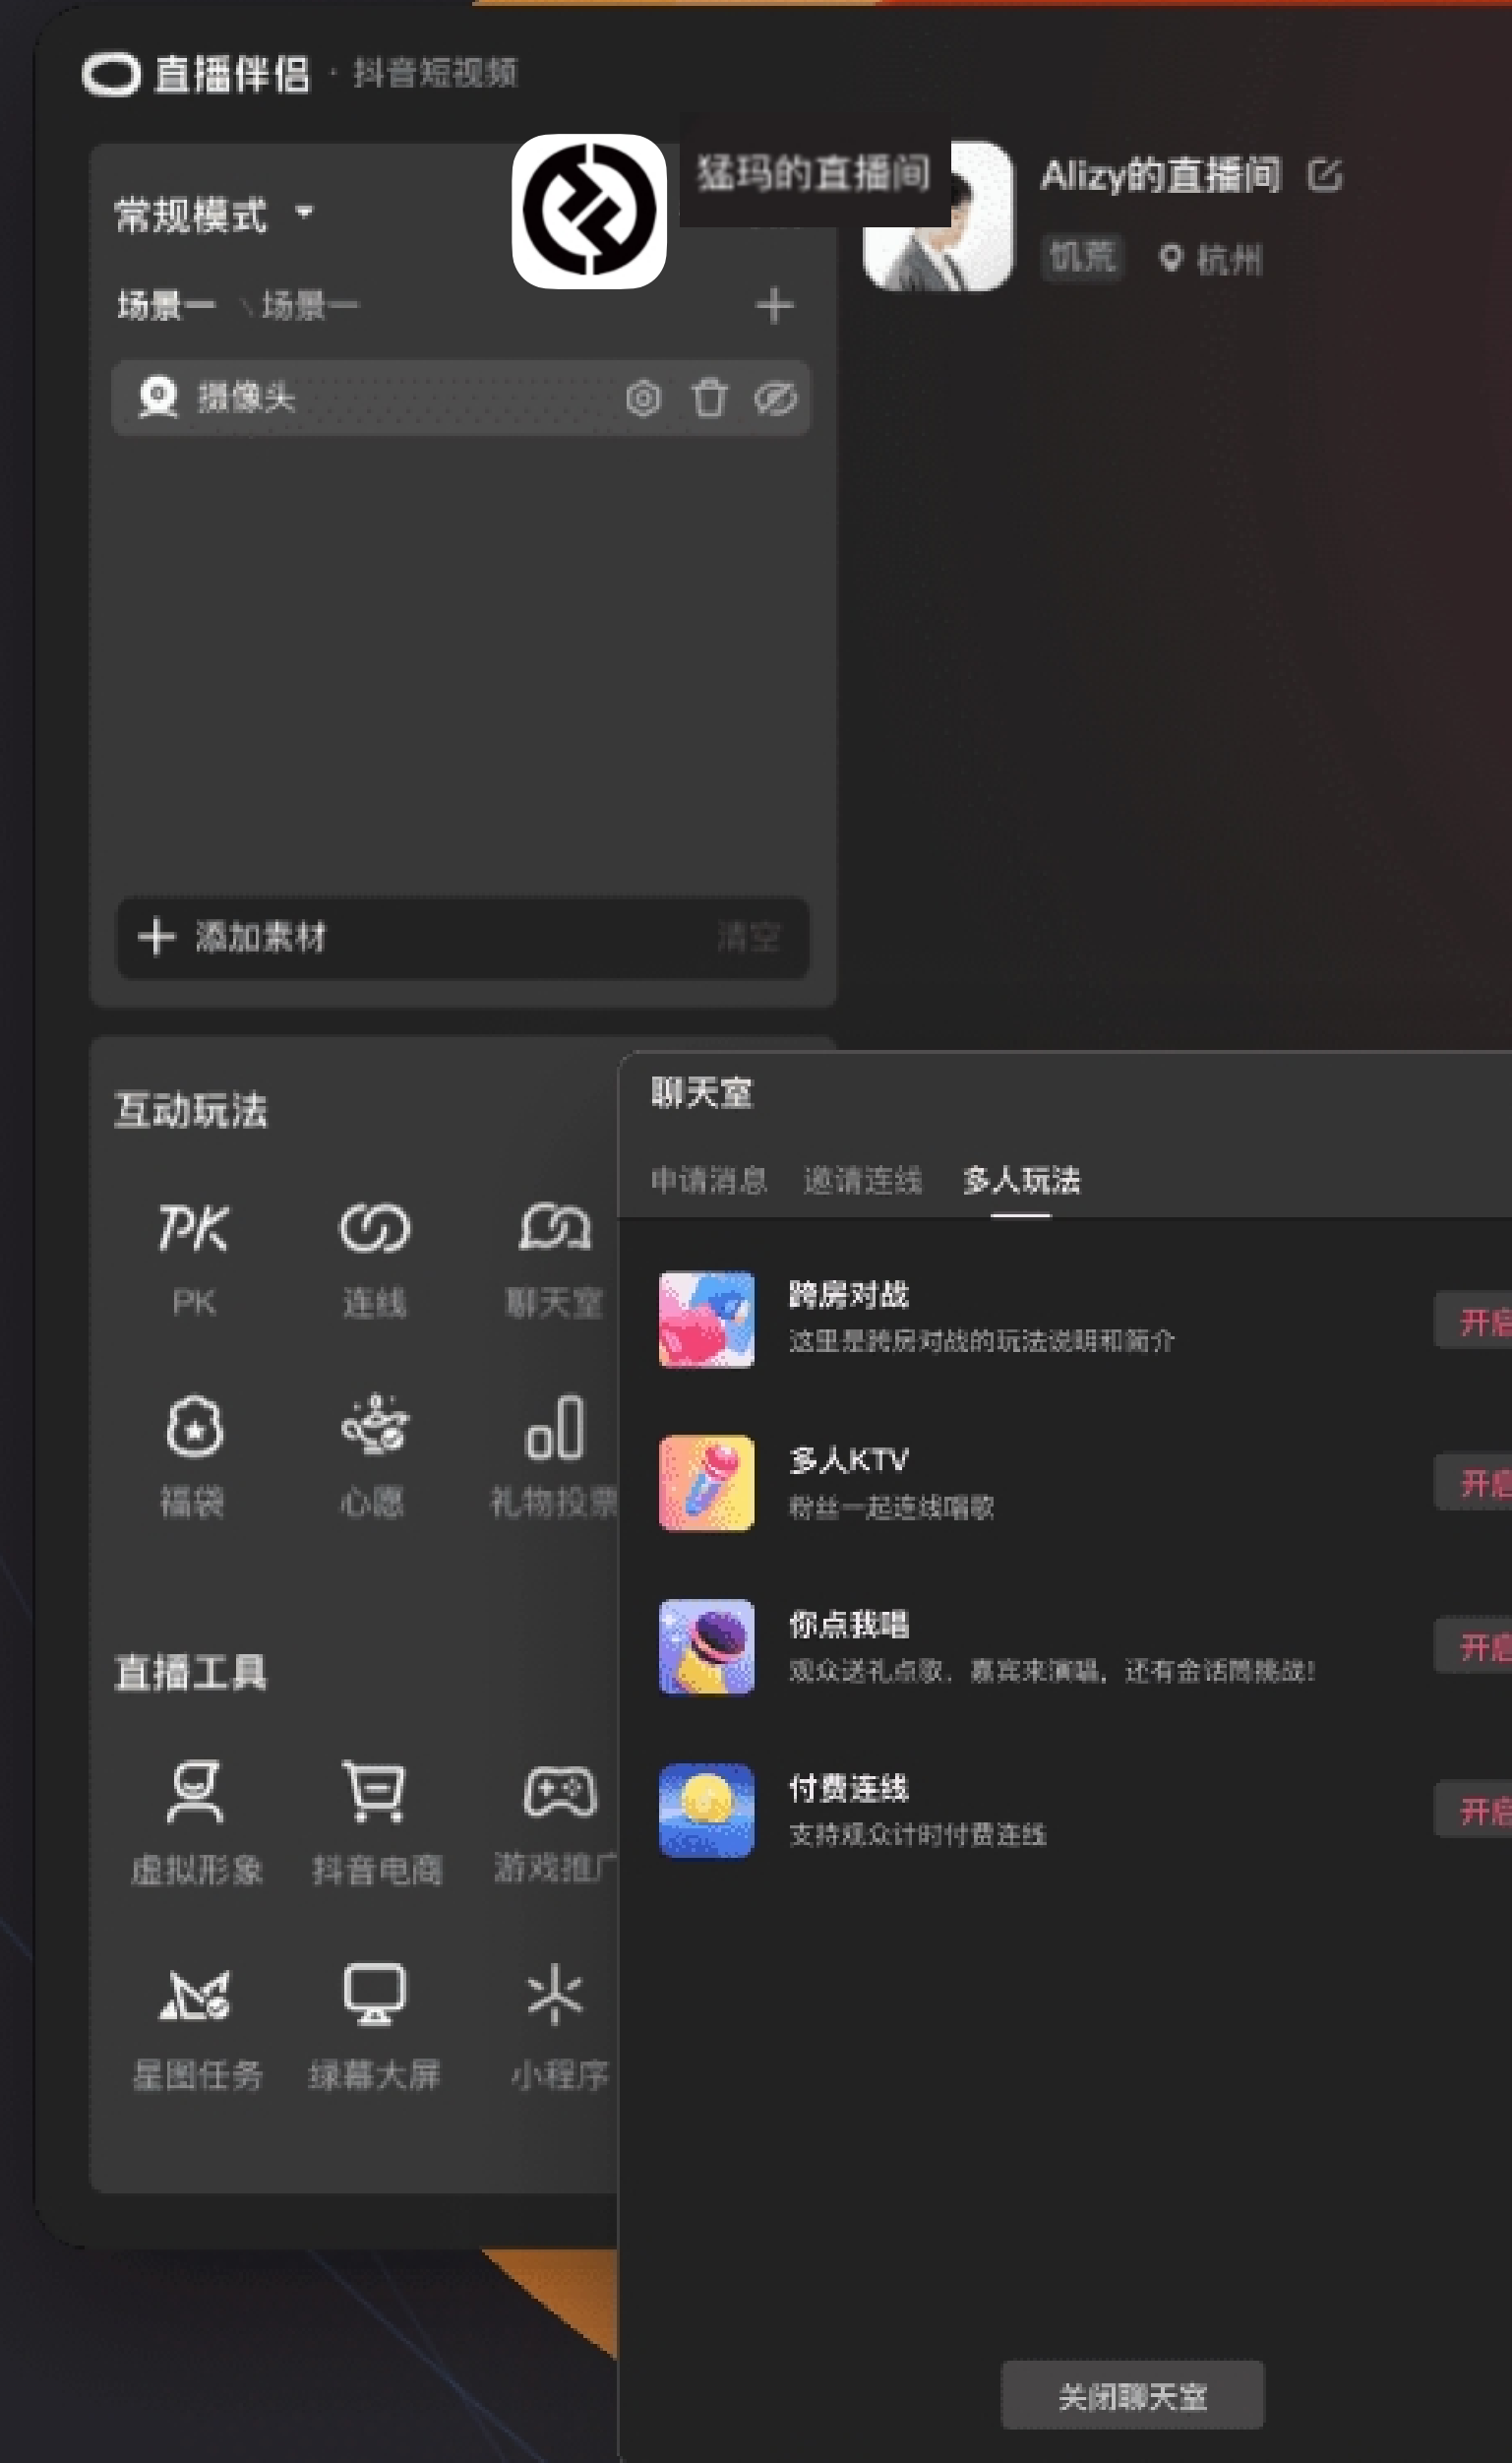 直播伴侣 · 抖音短视频
猛玛的直播间
Alizy的直播间
饥荒 杭州
常规模式
场景一 场景一
摄像头
添加素材 清空
互动玩法
PK
PK 连线 聊天室
福袋 心愿 礼物投票
直播工具
虚拟形象 抖音电商 游戏推广
星图任务 绿幕大屏 小程序
聊天室
申请消息 邀请连线 多人玩法
跨房对战
这里是跨房对战的玩法说明和简介
开启
多人KTV
粉丝一起连线唱歌
开启
你点我唱
观众送礼点歌,嘉宾来演唱,还有金话筒挑战!
开启
付费连线
支持观众计时付费连线
开启
关闭聊天室